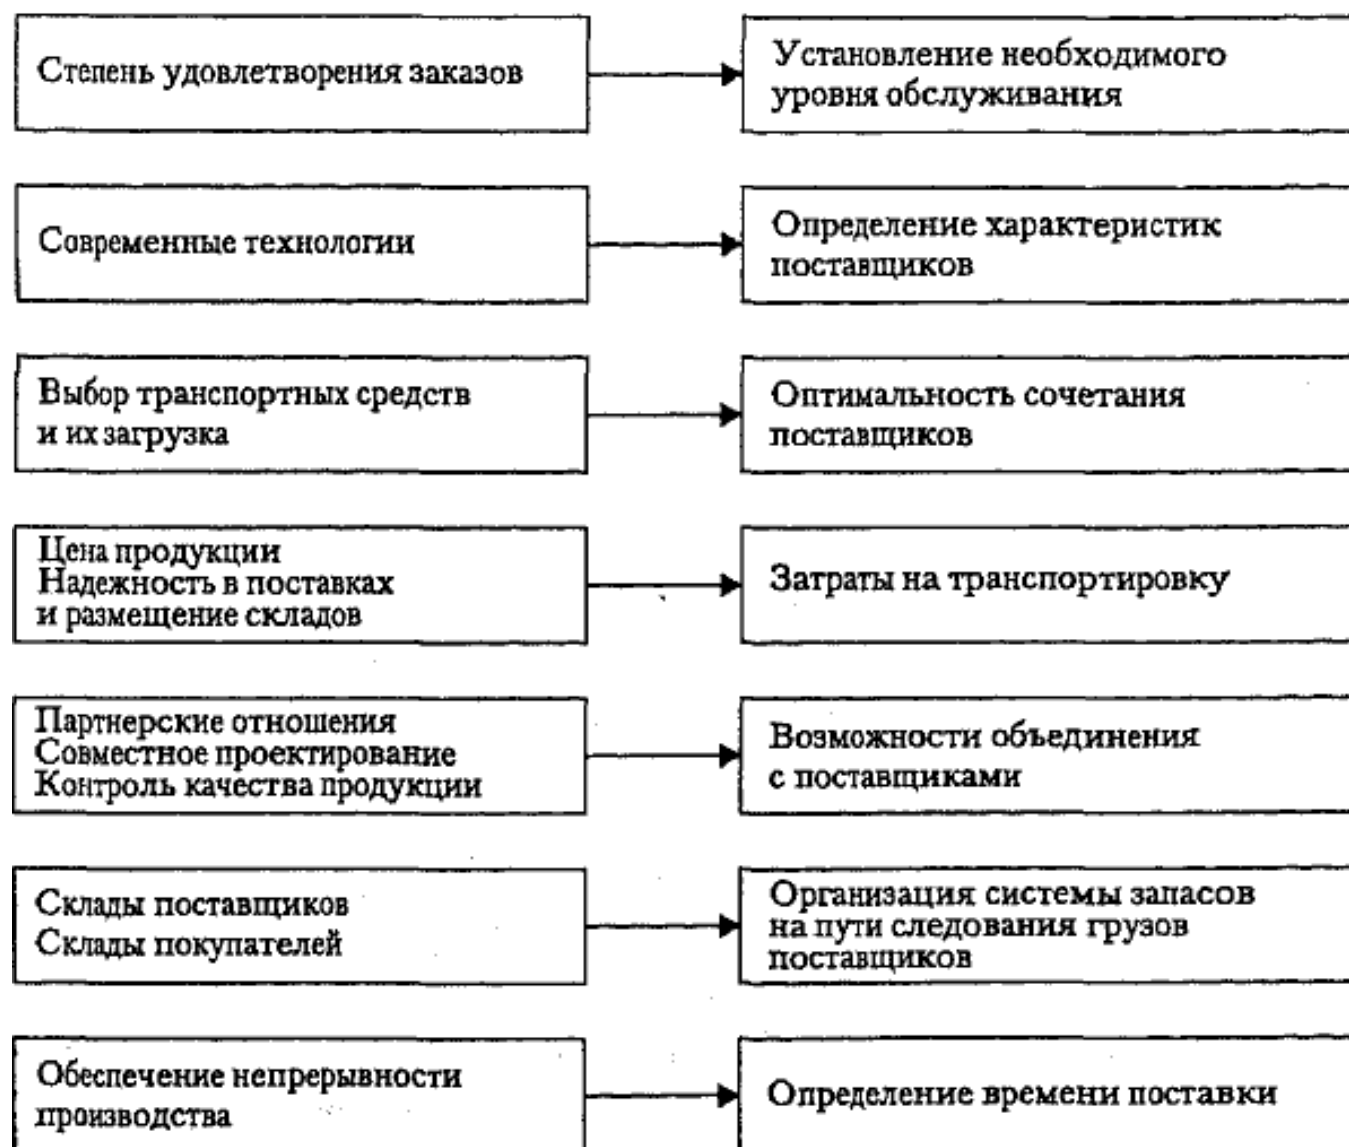 Степень удовлетворения заказов
Установление необходимого
уровня обслуживания
Современные технологии
Определение характеристик
поставщиков
Выбор транспортных средств
и их загрузка
Оптимальность сочетания
поставщиков
Цена продукции
Надежность в поставках
и размещение складов
Затраты на транспортировку
Партнерские отношения
Совместное проектирование
Контроль качества продукции
Возможности объединения
с поставщиками
Склады поставщиков
Склады покупателей
Организация системы запасов
на пути следования грузов
поставщиков
Обеспечение непрерывности
производства
Определение времени поставки